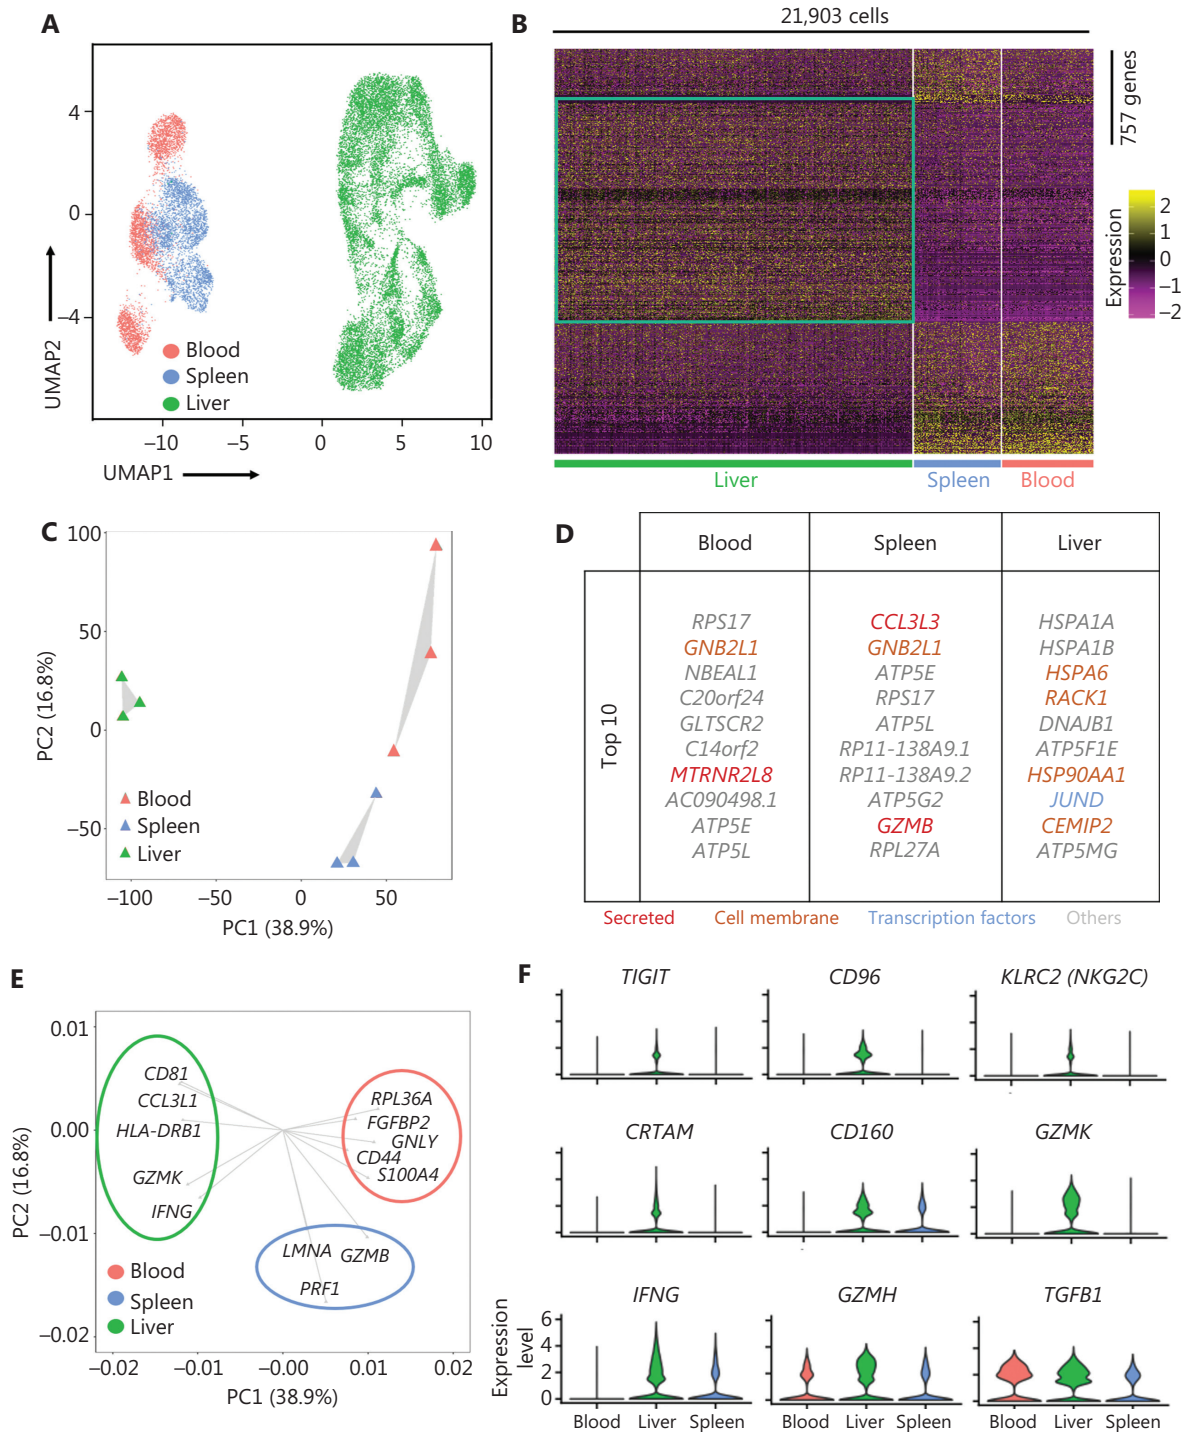 A
4
0
−4
UMAP2
Blood
Spleen
Liver
−10
−5
0
5
10
UMAP1
B
21,903 cells
757 genes
Expression
2
1
0
−1
−2
Liver
Spleen
Blood
C
100
50
0
−50
PC2 (16.8%)
Blood
Spleen
Liver
−100
−50
0
50
PC1 (38.9%)
D
Blood Spleen Liver
Top 10
RPS17 CCL3L3 HSPA1A
GNB2L1 GNB2L1 HSPA1B
NBEAL1 ATP5E HSPA6
C20orf24 RPS17 RACK1
GLTSCR2 ATP5L DNAJB1
C14orf2 RP11-138A9.1 ATP5F1E
MTRNR2L8 RP11-138A9.2 HSP90AA1
AC090498.1 ATP5G2 JUND
ATP5E GZMB CEMIP2
ATP5L RPL27A ATP5MG
Secreted Cell membrane Transcription factors Others
E
0.01
0.00
−0.01
−0.02
PC2 (16.8%)
CD81
CCL3L1
HLA-DRB1
GZMK
IFNG
RPL36A
FGFBP2
GNLY
CD44
S100A4
LMNA
GZMB
PRF1
Blood
Spleen
Liver
−0.02
−0.01
−0.00
0.01
0.02
PC1 (38.9%)
F
TIGIT CD96 KLRC2 (NKG2C)
CRTAM CD160 GZMK
IFNG GZMH TGFB1
Expression
level
6
4
2
0
Blood Liver Spleen Blood Liver Spleen Blood Liver Spleen